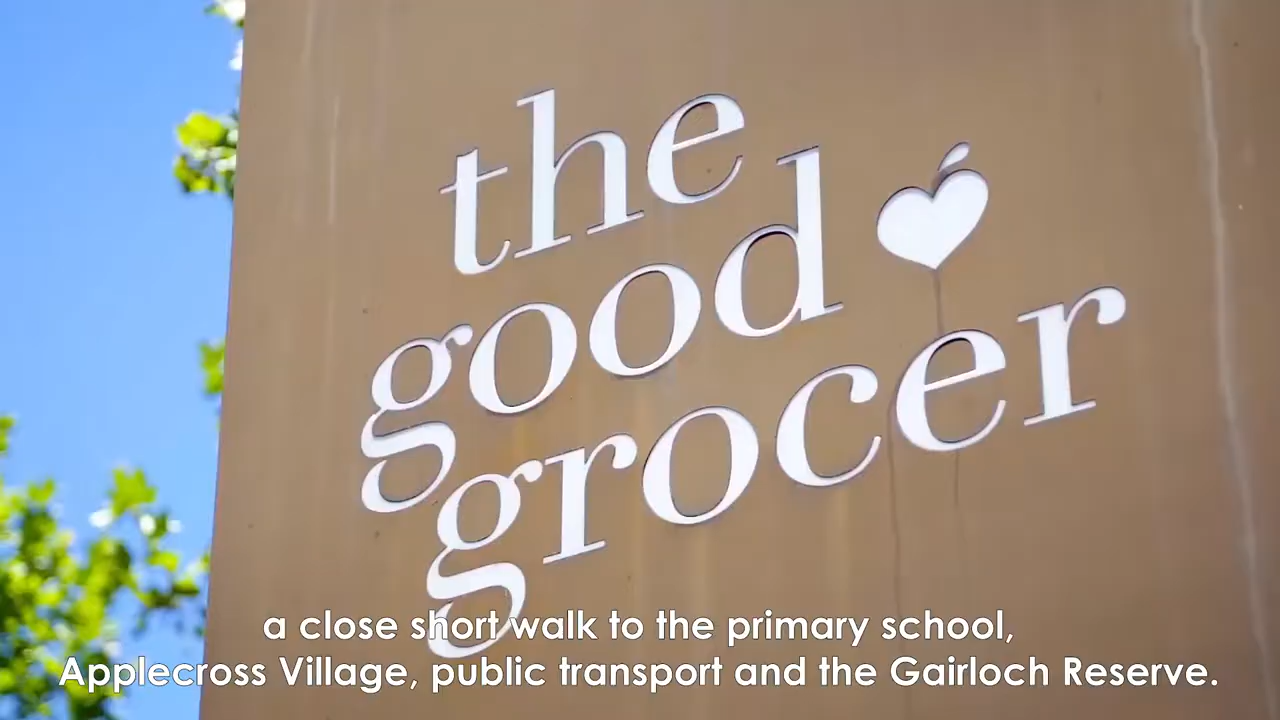 the
good
grocer
a close short walk to the primary school,
Applecross Village, public transport and the Gairloch Reserve.